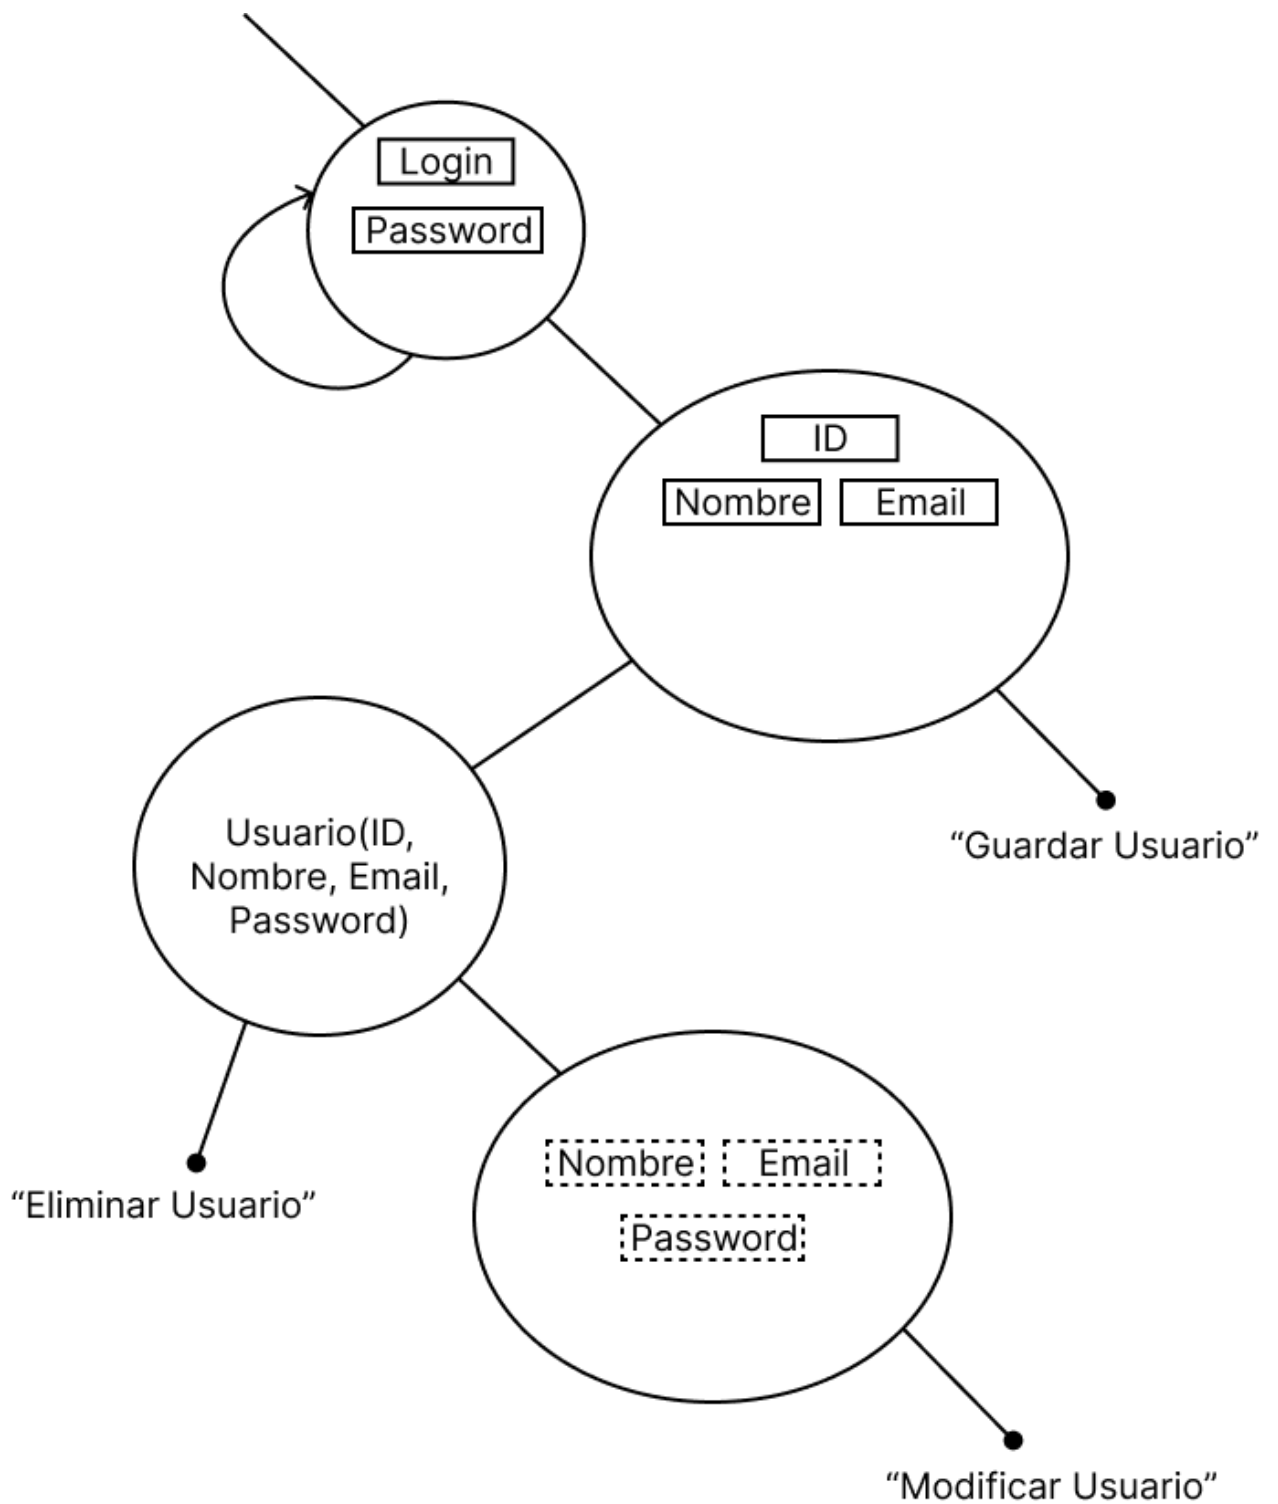 Login
Password
ID
Nombre Email
“Guardar Usuario”
Usuario(ID,
Nombre, Email,
Password)
“Eliminar Usuario”
Nombre Email
Password
“Modificar Usuario”